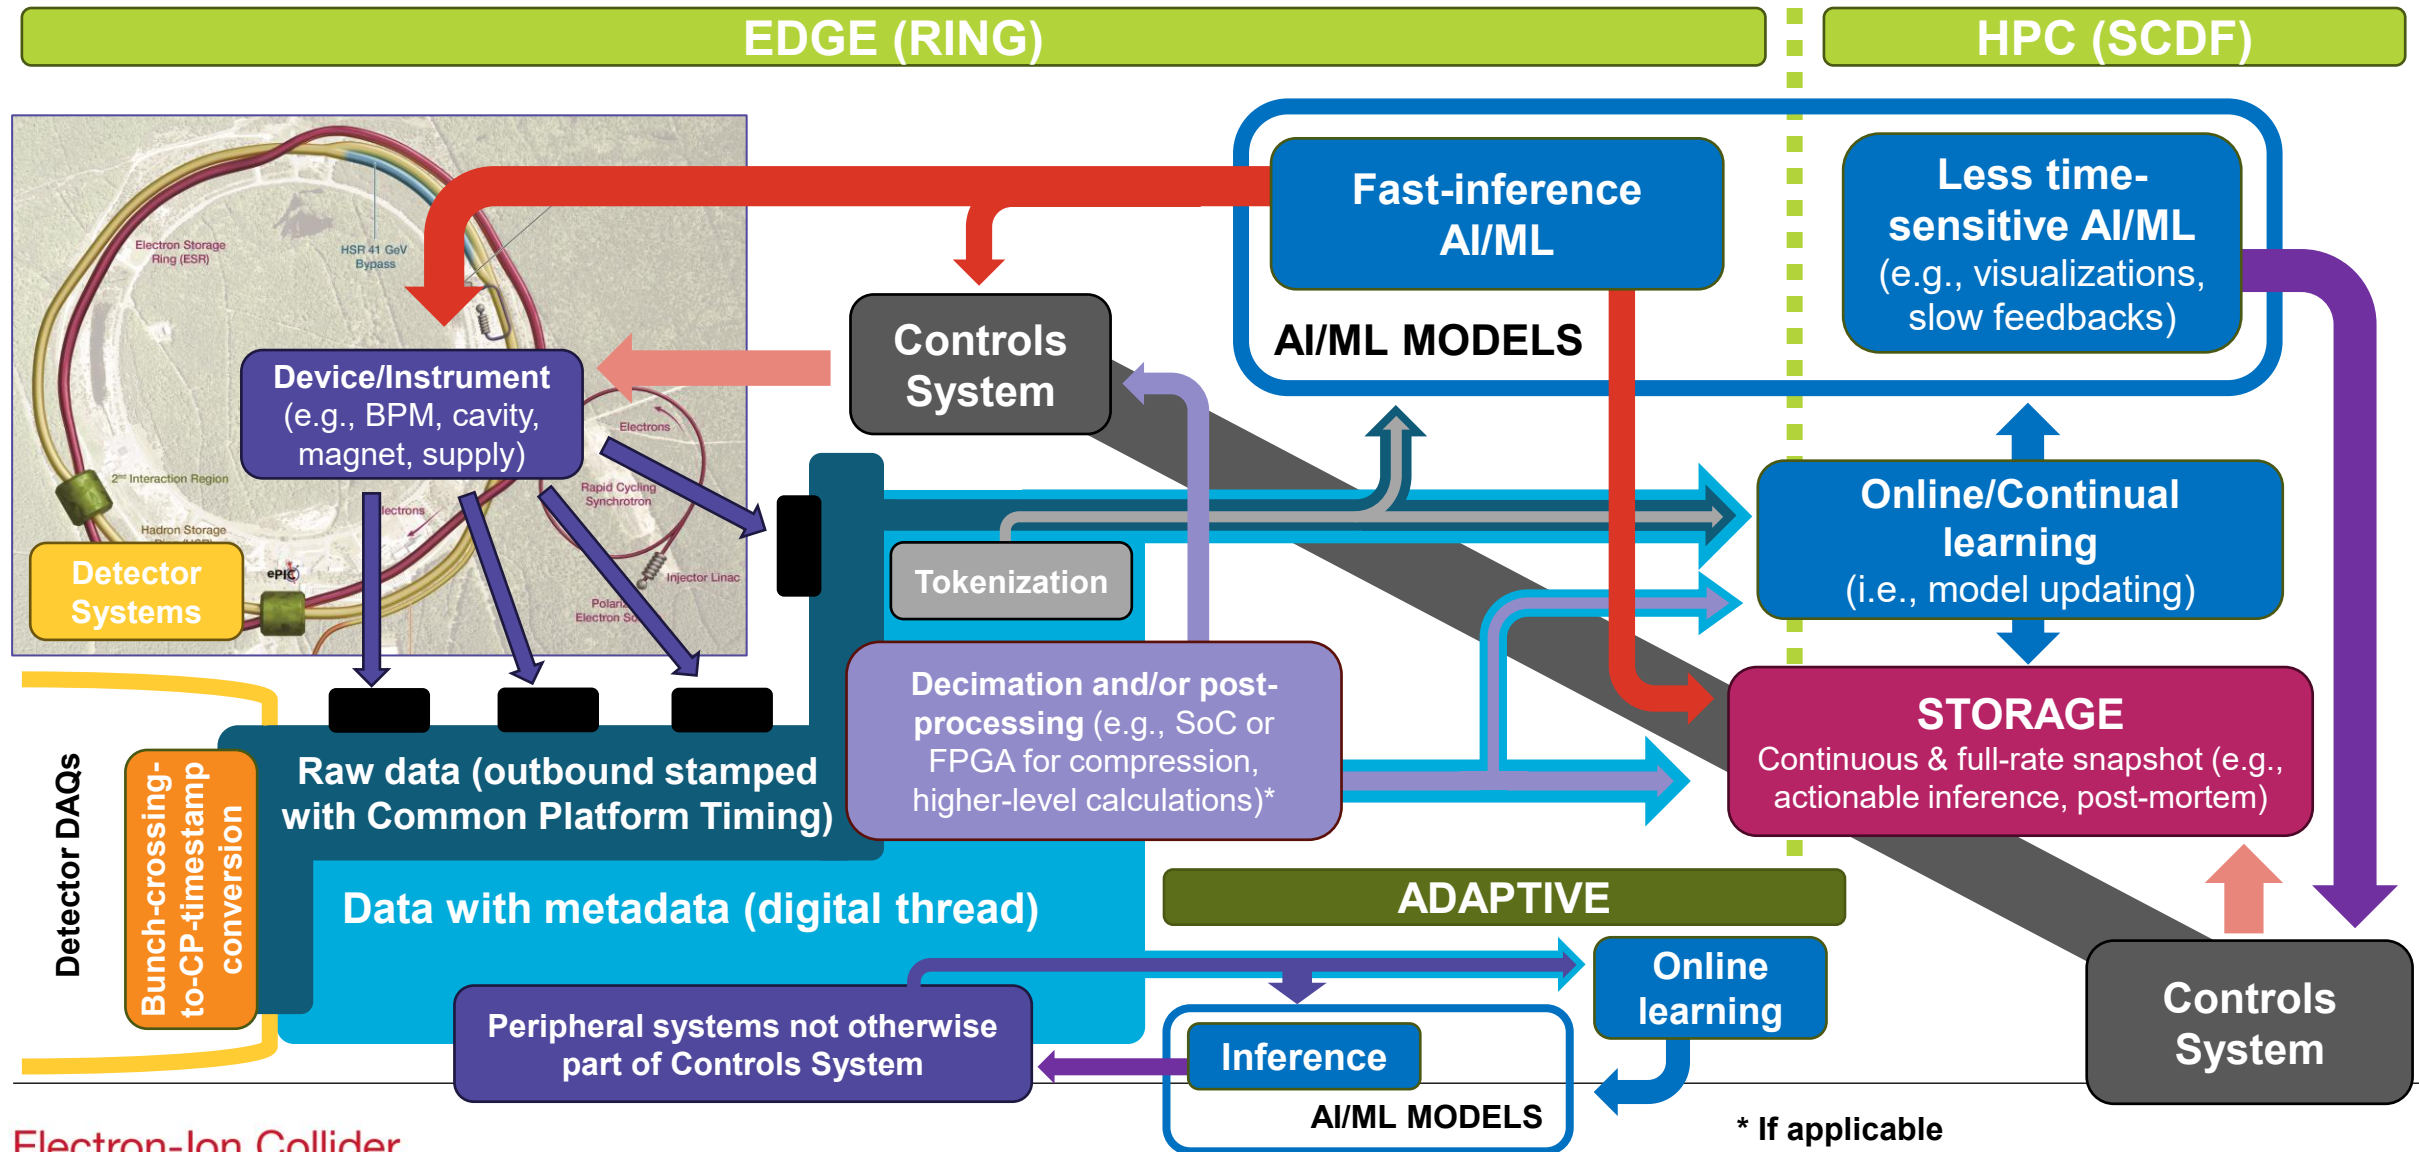 EDGE (RING)
HPC (SCDF)
Fast-inference
AI/ML
AI/ML MODELS
Less time-
sensitive AI/ML
(e.g., visualizations,
slow feedbacks)
Electron Storage
Ring (ESR)
HSR 41 GeV
Bypass
Controls
System
Device/Instrument
(e.g., BPM, cavity,
magnet, supply)
Electrons
2nd Interaction Region
Rapid Cycling
Synchrotron
Hadron Storage
ePIC
Injector Linac
Electron
Detector
Systems
Tokenization
Online/Continual
learning
(i.e., model updating)
Decimation and/or post-
processing (e.g., SoC or
FPGA for compression,
higher-level calculations)*
STORAGE
Continuous & full-rate snapshot (e.g.,
actionable inference, post-mortem)
Detector DAQs
Bunch-crossing-
to-CP-timestamp
conversion
Raw data (outbound stamped
with Common Platform Timing)
Data with metadata (digital thread)
ADAPTIVE
Peripheral systems not otherwise
part of Controls System
Online
learning
Inference
AI/ML MODELS
Controls
System
* If applicable
Electron-Ion Collider